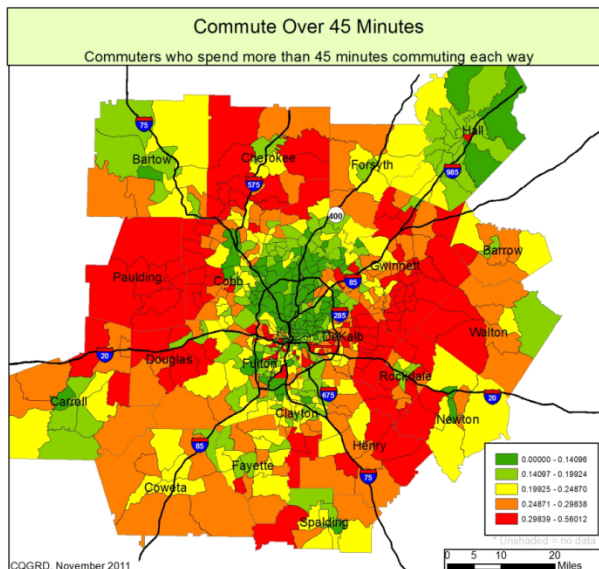 Commute Over 45 Minutes
Commuters who spend more than 45 minutes commuting each way
75
Hall
Bartow
Cherokee
Forsyth
575
985
400
Barrow
Gwinnett
Paulding
Cobb
85
285
DeKalb
Walton
20
Douglas
Fulton
Rockdale
Carroll
675
20
Clayton
Newton
85
Henry
Fayette
75
Coweta
Spalding
0.00000 - 0.14096
0.14097 - 0.19924
0.19925 - 0.24870
0.24871 - 0.29838
0.29839 - 0.56012
* Unshaded = no data
0 5 10 20
Miles
CQGRD, November 2011